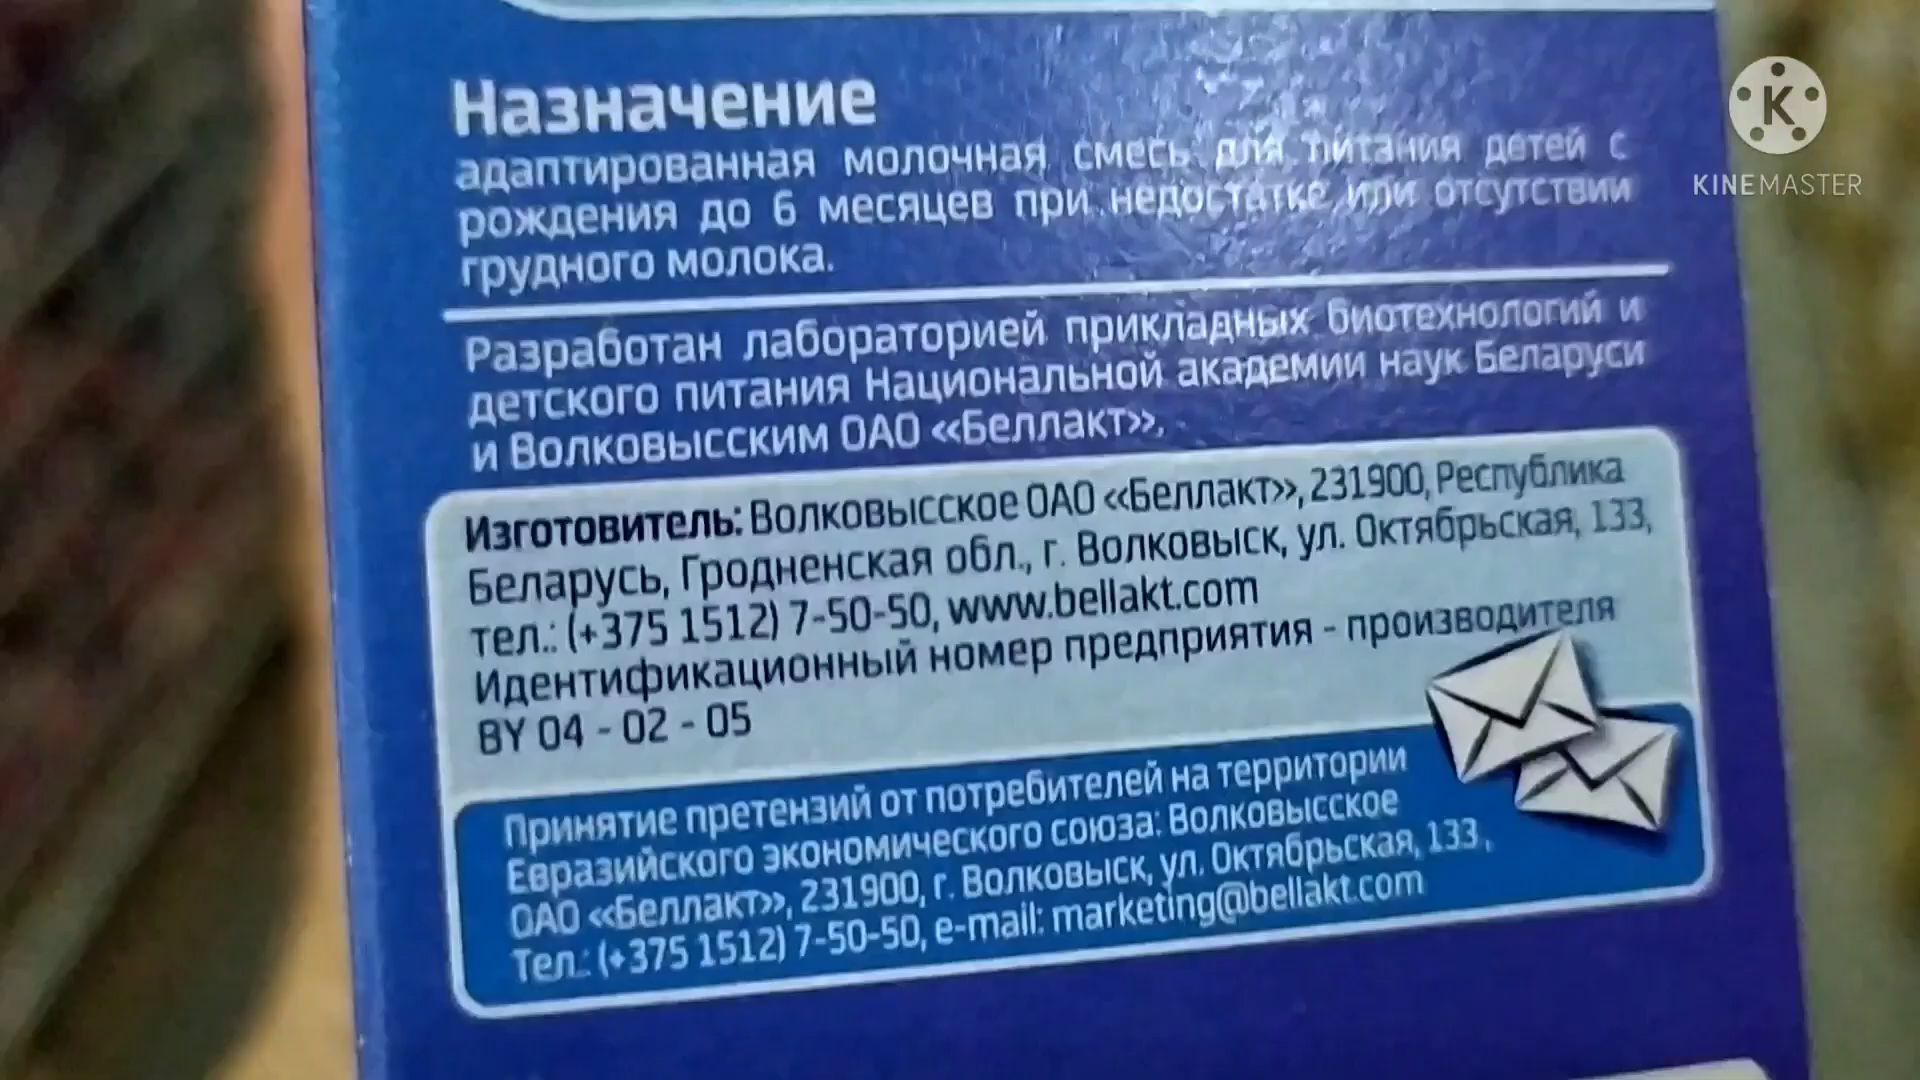 Назначение
адаптированная молочная смесь для питания детей с
рождения до 6 месяцев при недостатке или отсутствии
грудного молока.
Разработан лабораторией прикладных биотехнологий и
детского питания Национальной академии наук Беларуси
и Волковысским ОАО «Беллакт»,
Изготовитель: Волковысское ОАО «Беллакт», 231900, Республика
Беларусь, Гродненская обл., г. Волковыск, ул. Октябрьская, 133,
тел.: (+375 1512) 7-50-50, www.bellakt.com
Идентификационный номер предприятия - производителя
BY 04 - 02 - 05
Принятие претензий от потребителей на территории
Евразийского экономического союза: Волковысское
ОАО «Беллакт», 231900, г. Волковыск, ул. Октябрьская, 133,
Тел.: (+375 1512) 7-50-50, e-mail: marketing@bellakt.com
K
KINEMASTER